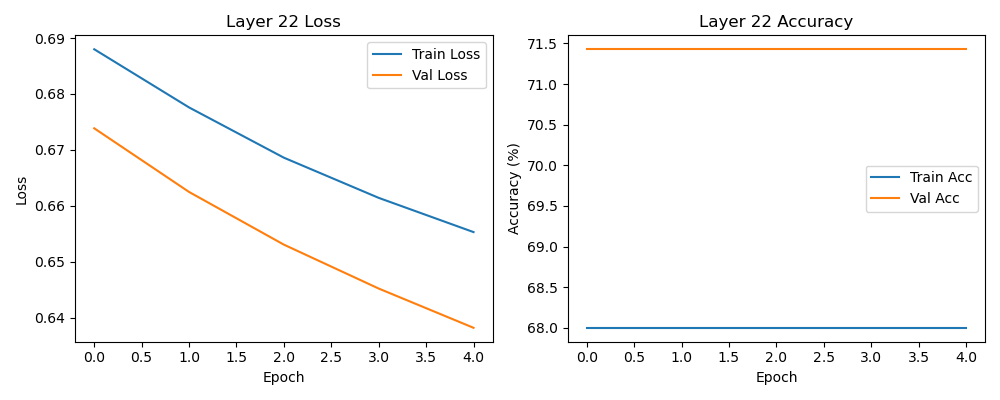 Layer 22 Loss
0.69
0.68
0.67
0.66
0.65
0.64
Loss
Train Loss
Val Loss
0.0 0.5 1.0 1.5 2.0 2.5 3.0 3.5 4.0
Epoch
Layer 22 Accuracy
71.5
71.0
70.5
70.0
69.5
69.0
68.5
68.0
Accuracy (%)
Train Acc
Val Acc
0.0 0.5 1.0 1.5 2.0 2.5 3.0 3.5 4.0
Epoch